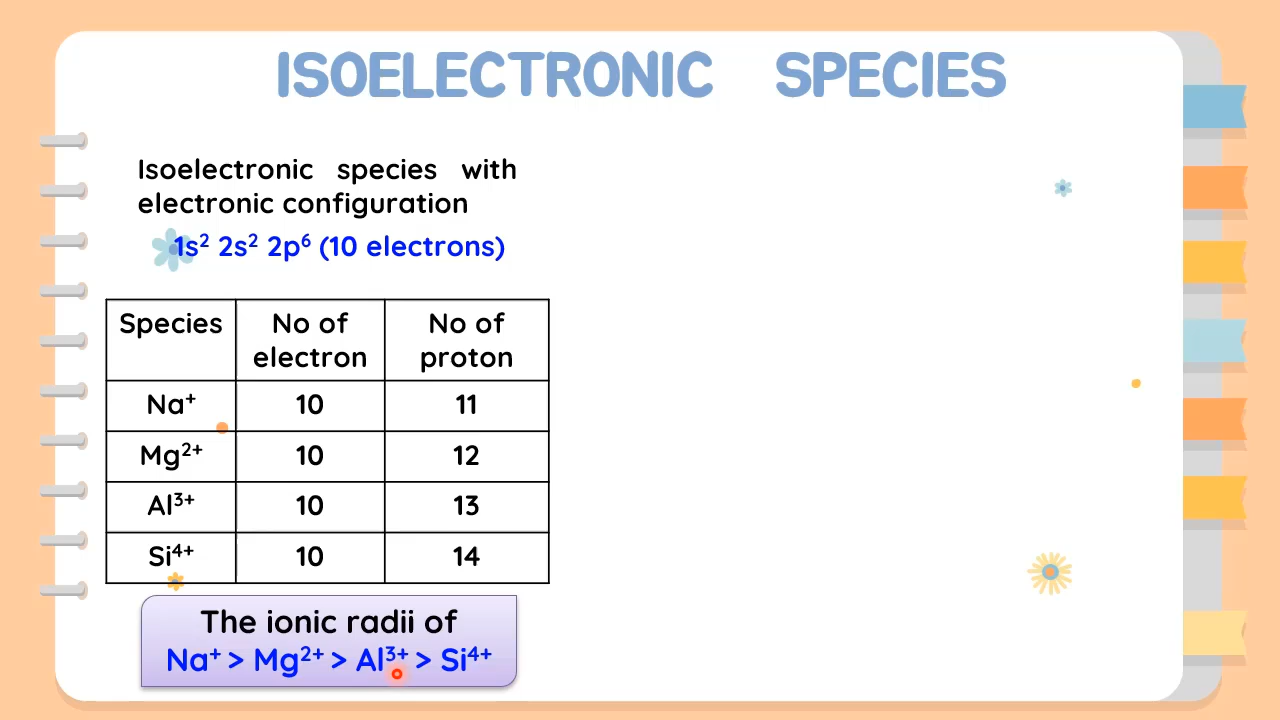 ISOELECTRONIC SPECIES
Isoelectronic species with
electronic configuration
1s² 2s² 2p⁶ (10 electrons)
Species No of electron No of proton
Na⁺ 10 11
Mg²⁺ 10 12
Al³⁺ 10 13
Si⁴⁺ 10 14
The ionic radii of
Na⁺ > Mg²⁺ > Al³⁺ > Si⁴⁺